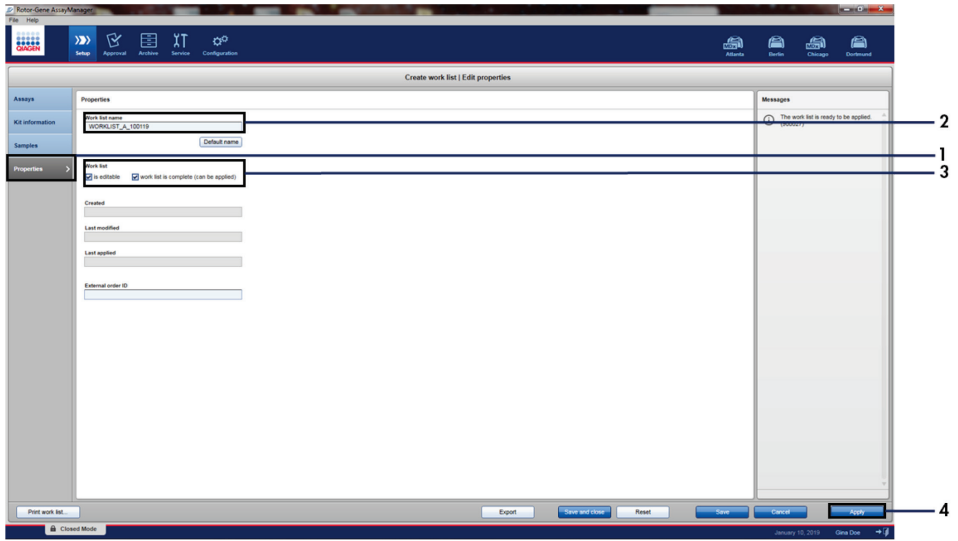 Rotor-Gene AssayManager
File Help
QIAGEN
Setup Approval Archive Service Configuration
Atlanta Berlin Chicago Dortmund
Create work list | Edit properties
Assays
Kit information
Samples
Properties
Properties
Work list name
WORKLIST_A_100119
Default name
Work list
is editable work list is complete (can be applied)
Created
Last modified
Last applied
External order ID
Messages
The work list is ready to be applied.
(900027)
2
1
3
4
Print work list...
Export Save and close Reset Save Cancel Apply
Closed Mode
January 10, 2019 Gina Doe